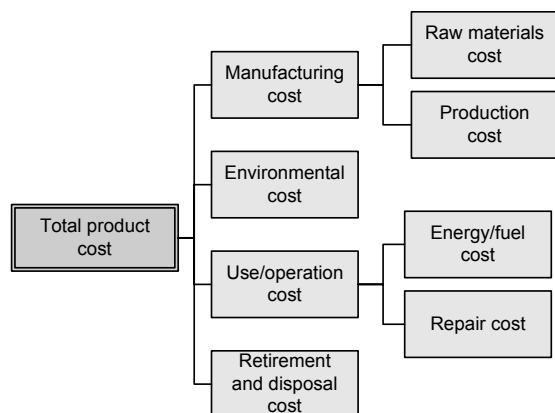 Raw materials
cost
Manufacturing
cost
Production
cost
Environmental
cost
Total product
cost
Energy/fuel
cost
Use/operation
cost
Repair cost
Retirement
and disposal
cost